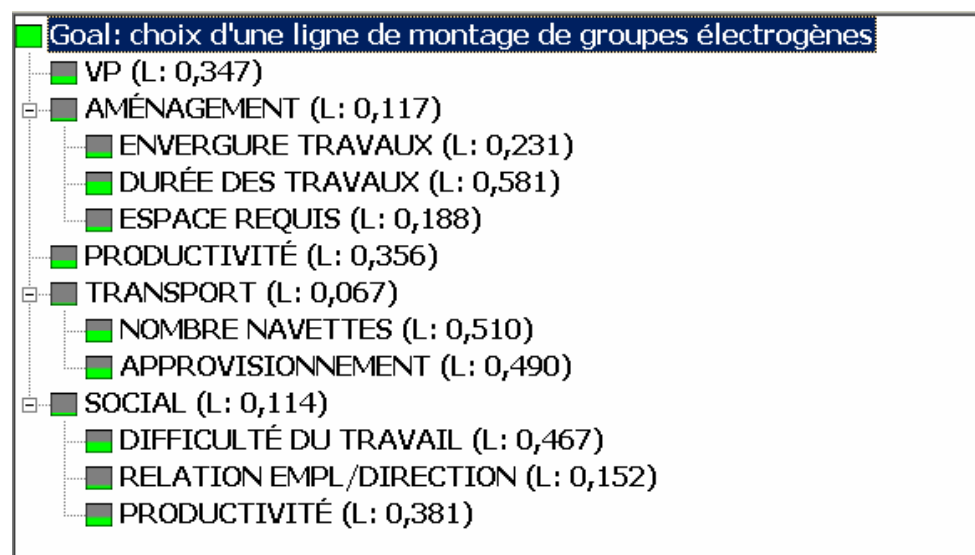 Goal: choix d'une ligne de montage de groupes électrogènes
VP (L: 0,347)
AMÉNAGEMENT (L: 0,117)
ENVERGURE TRAVAUX (L: 0,231)
DURÉE DES TRAVAUX (L: 0,581)
ESPACE REQUIS (L: 0,188)
PRODUCTIVITÉ (L: 0,356)
TRANSPORT (L: 0,067)
NOMBRE NAVETTES (L: 0,510)
APPROVISIONNEMENT (L: 0,490)
SOCIAL (L: 0,114)
DIFFICULTÉ DU TRAVAIL (L: 0,467)
RELATION EMPL/DIRECTION (L: 0,152)
PRODUCTIVITÉ (L: 0,381)